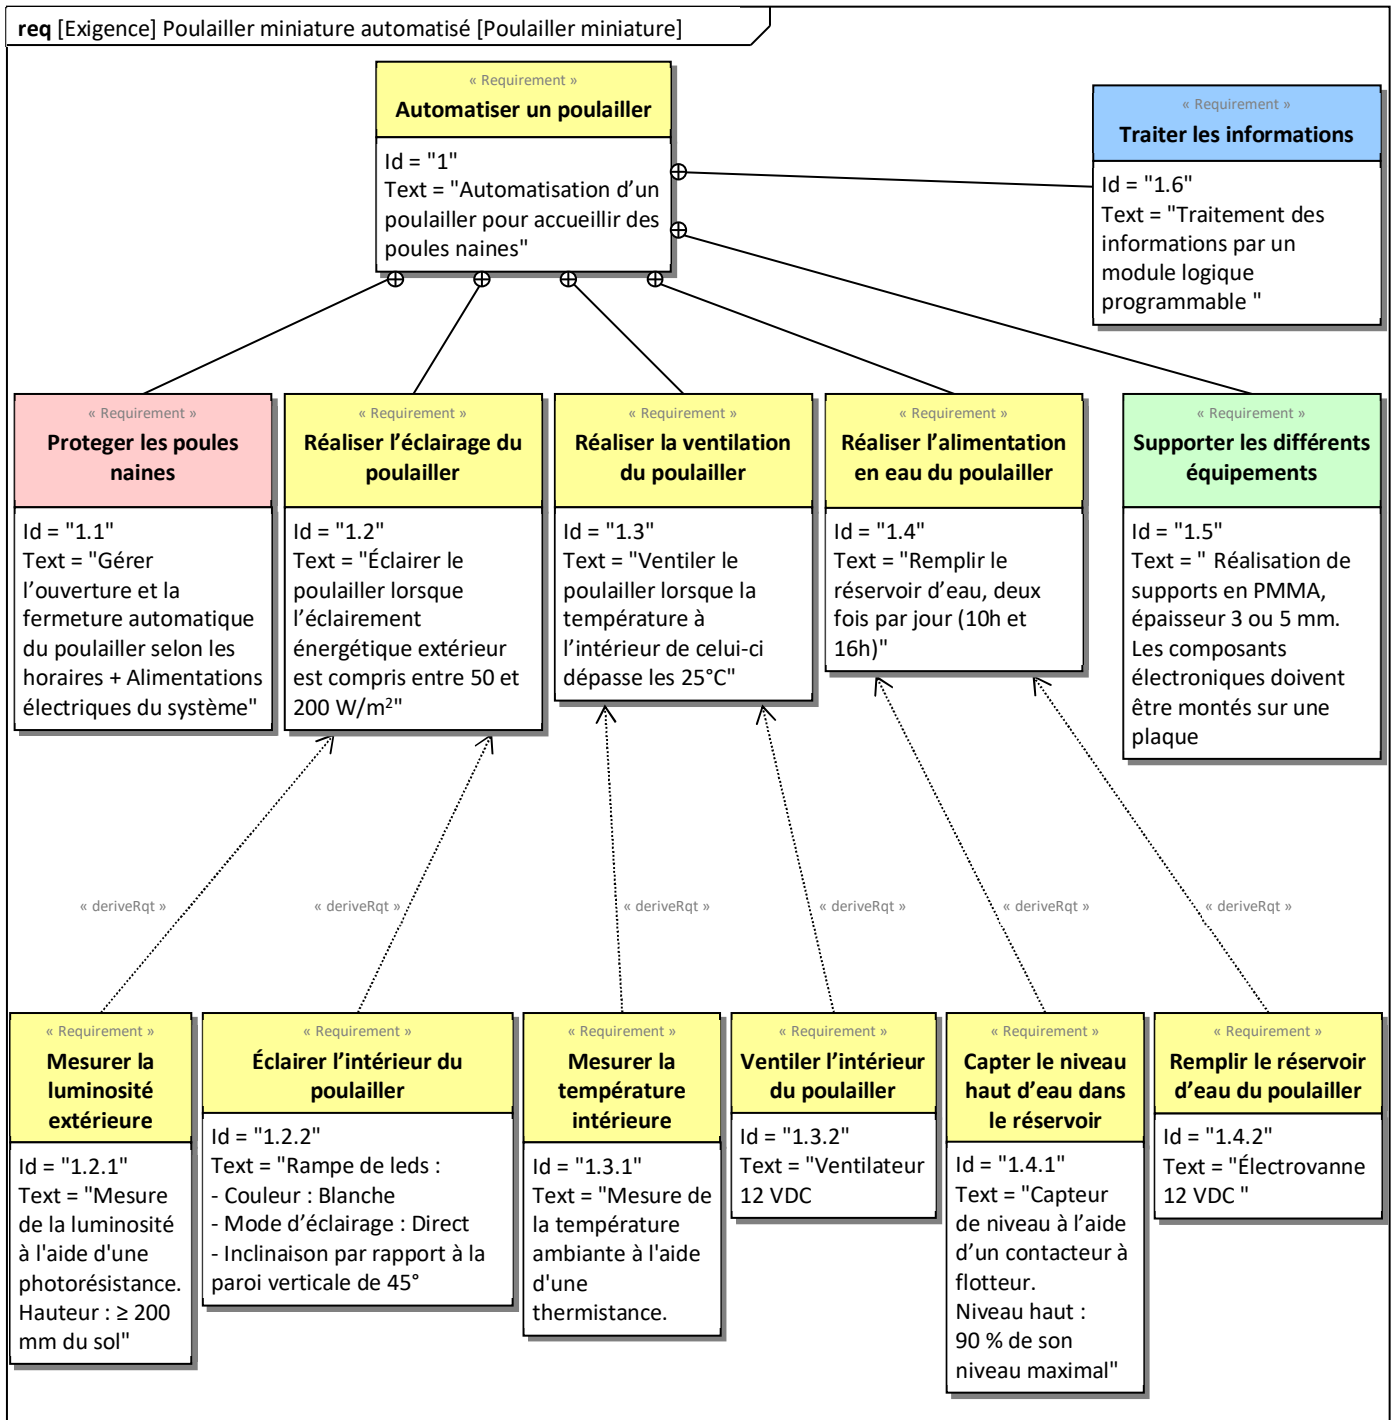 req [Exigence] Poulailler miniature automatisé [Poulailler miniature]
« Requirement »
Automatiser un poulailler
Id = "1"
Text = "Automatisation d’un
poulailler pour accueillir des
poules naines"
« Requirement »
Traiter les informations
Id = "1.6"
Text = "Traitement des
informations par un
module logique
programmable "
« Requirement »
Proteger les poules
naines
Id = "1.1"
Text = "Gérer
l’ouverture et la
fermeture automatique
du poulailler selon les
horaires + Alimentations
électriques du système"
« Requirement »
Réaliser l’éclairage du
poulailler
Id = "1.2"
Text = "Éclairer le
poulailler lorsque
l’éclairement
énergétique extérieur
est compris entre 50 et
200 W/m²"
« Requirement »
Réaliser la ventilation
du poulailler
Id = "1.3"
Text = "Ventiler le
poulailler lorsque la
température à
l’intérieur de celui-ci
dépasse les 25°C"
« Requirement »
Réaliser l’alimentation
en eau du poulailler
Id = "1.4"
Text = "Remplir le
réservoir d’eau, deux
fois par jour (10h et
16h)"
« Requirement »
Supporter les différents
équipements
Id = "1.5"
Text = " Réalisation de
supports en PMMA,
épaisseur 3 ou 5 mm.
Les composants
électroniques doivent
être montés sur une
plaque
« deriveRqt »
« deriveRqt »
« deriveRqt »
« deriveRqt »
« deriveRqt »
« deriveRqt »
« Requirement »
Mesurer la
luminosité
extérieure
Id = "1.2.1"
Text = "Mesure
de la luminosité
à l'aide d'une
photorésistance.
Hauteur : ≥ 200
mm du sol"
« Requirement »
Éclairer l’intérieur du
poulailler
Id = "1.2.2"
Text = "Rampe de leds :
- Couleur : Blanche
- Mode d’éclairage : Direct
- Inclinaison par rapport à la
paroi verticale de 45°
« Requirement »
Mesurer la
température
intérieure
Id = "1.3.1"
Text = "Mesure de
la température
ambiante à l'aide
d'une
thermistance.
« Requirement »
Ventiler l’intérieur
du poulailler
Id = "1.3.2"
Text = "Ventilateur
12 VDC
« Requirement »
Capter le niveau
haut d’eau dans
le réservoir
Id = "1.4.1"
Text = "Capteur
de niveau à l’aide
d’un contacteur à
flotteur.
Niveau haut :
90 % de son
niveau maximal"
« Requirement »
Remplir le réservoir
d’eau du poulailler
Id = "1.4.2"
Text = "Électrovanne
12 VDC "